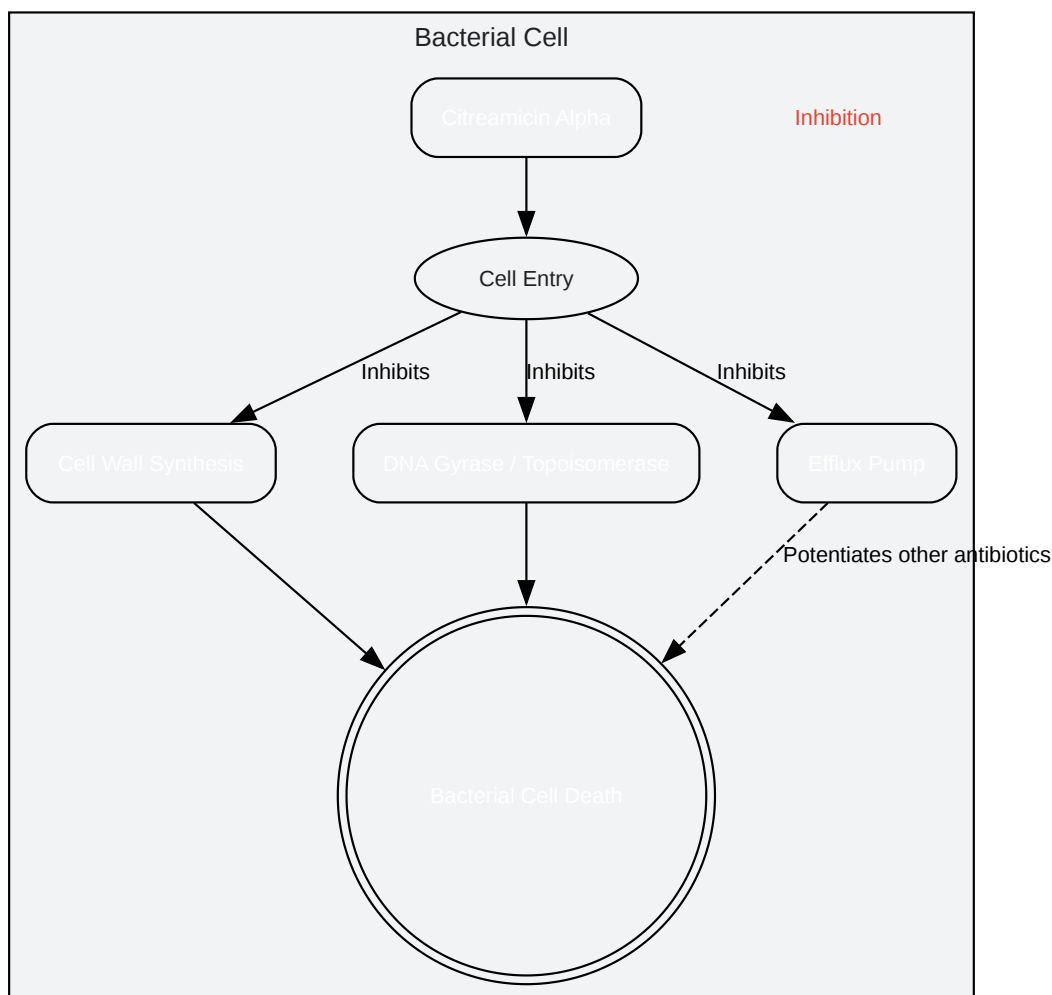 Bacterial Cell
Citreamicin Alpha
Inhibition
Cell Entry
Inhibits
Inhibits
Inhibits
Cell Wall Synthesis
DNA Gyrase / Topoisomerase
Efflux Pump
Potentiates other antibiotics
Bacterial Cell Death